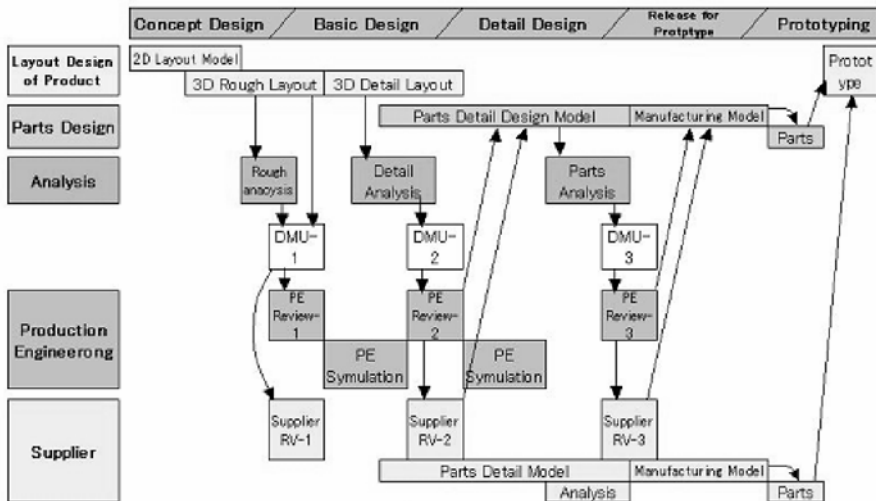 Concept Design
Basic Design
Detail Design
Release for
Protptype
Prototyping
Layout Design
of Product
2D Layout Model
3D Rough Layout
3D Detail Layout
Protot
ype
Parts Design
Parts Detail Design Model
Manufacturing Model
Parts
Analysis
Rough
anacysis
Detail
Analysis
Parts
Analysis
DMU-
1
DMU-
2
DMU-
3
Production
Engineerong
PE
Review-
1
PE
Review-
2
PE
Review-
3
PE
Symulation
PE
Symulation
Supplier
Supplier
RV-1
Supplier
RV-2
Supplier
RV-3
Parts Detail Model
Manufacturing Model
Analysis
Parts